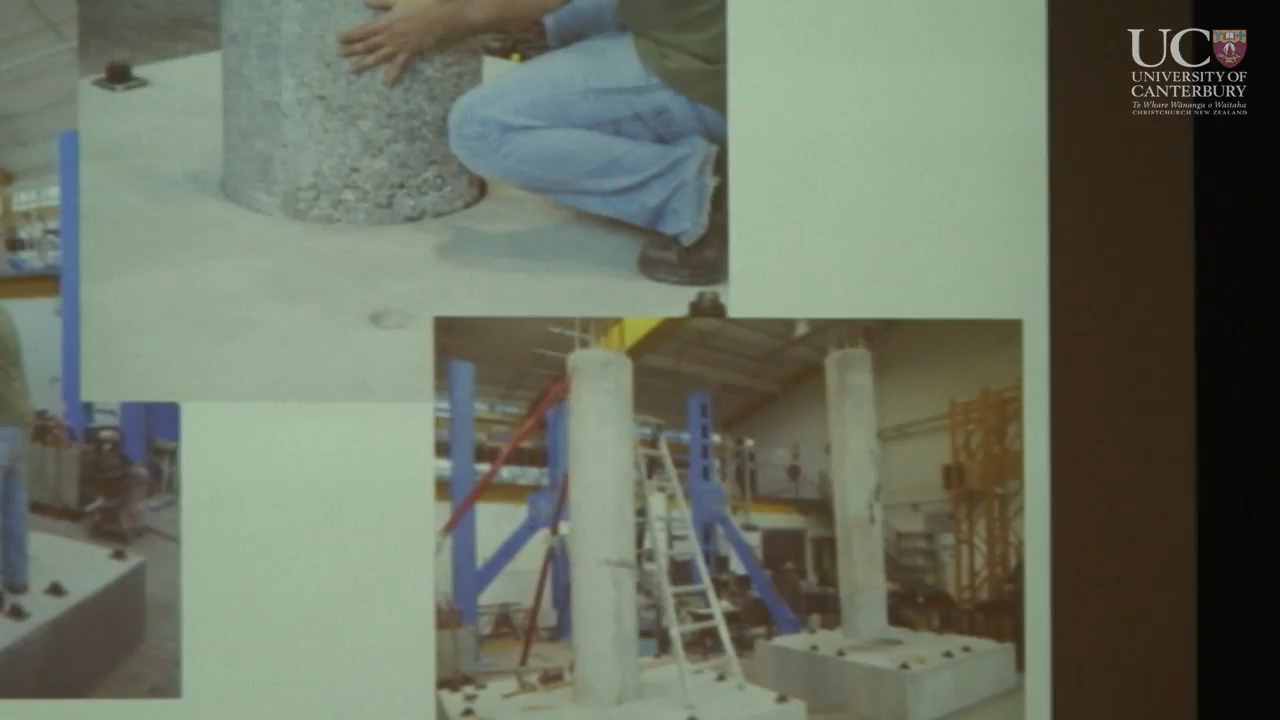 UC
UNIVERSITY OF
CANTERBURY
Te Whare Wānanga o Waitaha
CHRISTCHURCH NEW ZEALAND